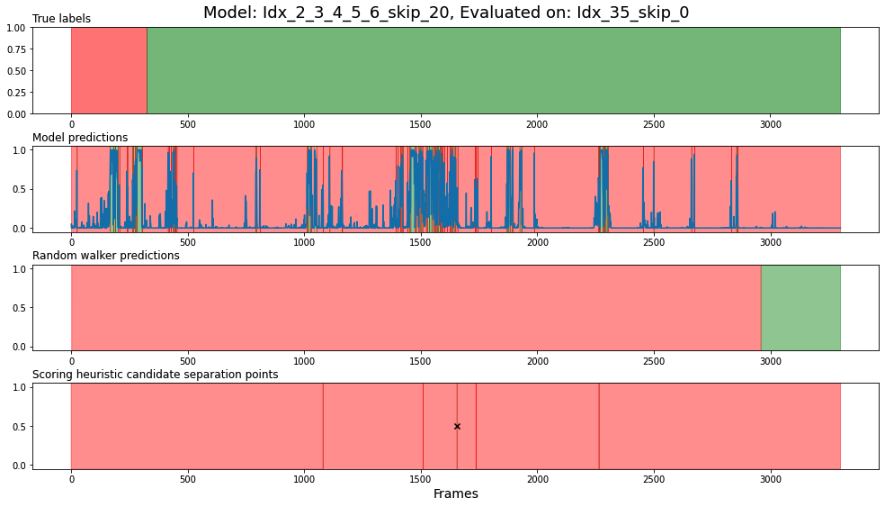 Model: Idx_2_3_4_5_6_skip_20, Evaluated on: Idx_35_skip_0
True labels
1.00
0.75
0.50
0.25
0.00
0 500 1000 1500 2000 2500 3000
Model predictions
1.0
0.5
0.0
0 500 1000 1500 2000 2500 3000
Random walker predictions
1.0
0.5
0.0
0 500 1000 1500 2000 2500 3000
Scoring heuristic candidate separation points
1.0
0.5
0.0
0 500 1000 1500 2000 2500 3000
Frames